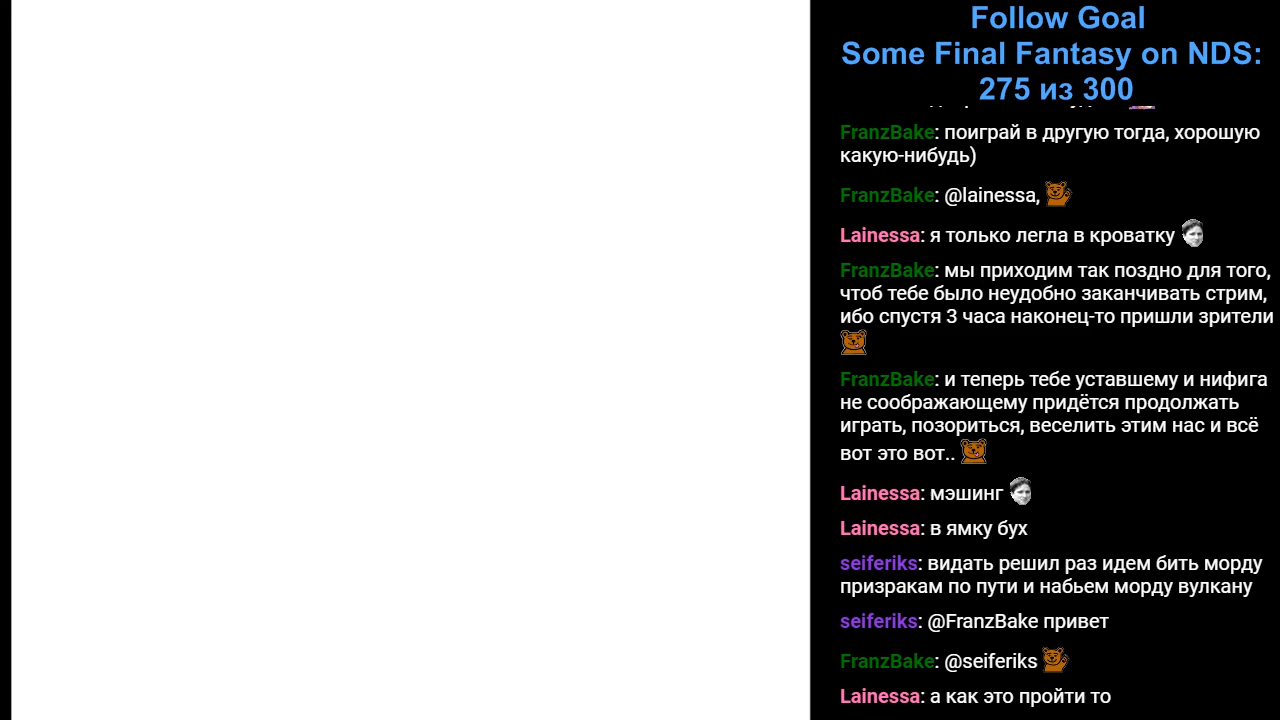 Follow Goal
Some Final Fantasy on NDS:
275 из 300
FranzBake: поиграй в другую тогда, хорошую
какую-нибудь)
FranzBake: @lainessa,
Lainessa: я только легла в кроватку
FranzBake: мы приходим так поздно для того,
чтоб тебе было неудобно заканчивать стрим,
ибо спустя 3 часа наконец-то пришли зрители
FranzBake: и теперь тебе уставшему и нифига
не соображающему придётся продолжать
играть, позориться, веселить этим нас и всё
вот это вот..
Lainessa: мэшинг
Lainessa: в ямку бух
seiferiks: видать решил раз идем бить морду
призракам по пути и набьем морду вулкану
seiferiks: @FranzBake привет
FranzBake: @seiferiks
Lainessa: а как это пройти то